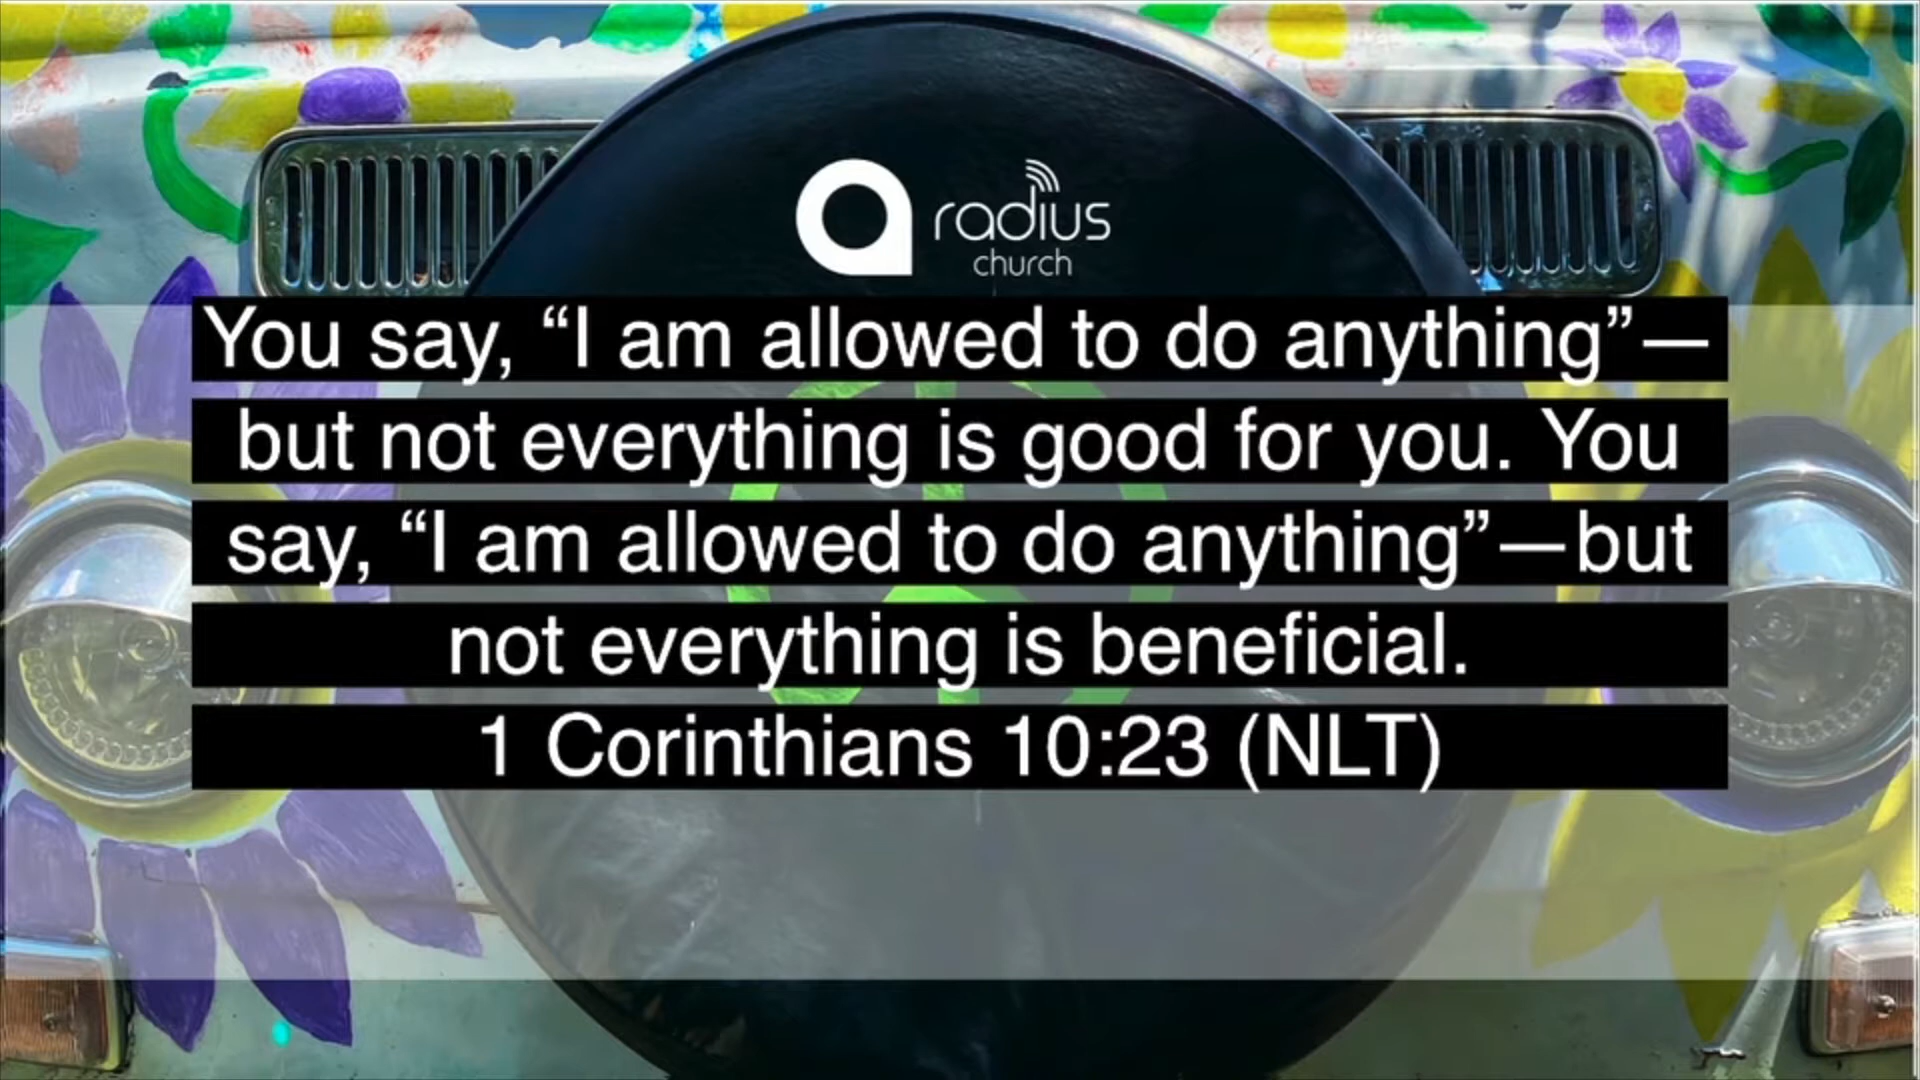 radius
church
You say, “I am allowed to do anything”—
but not everything is good for you. You
say, “I am allowed to do anything”—but
not everything is beneficial.
1 Corinthians 10:23 (NLT)